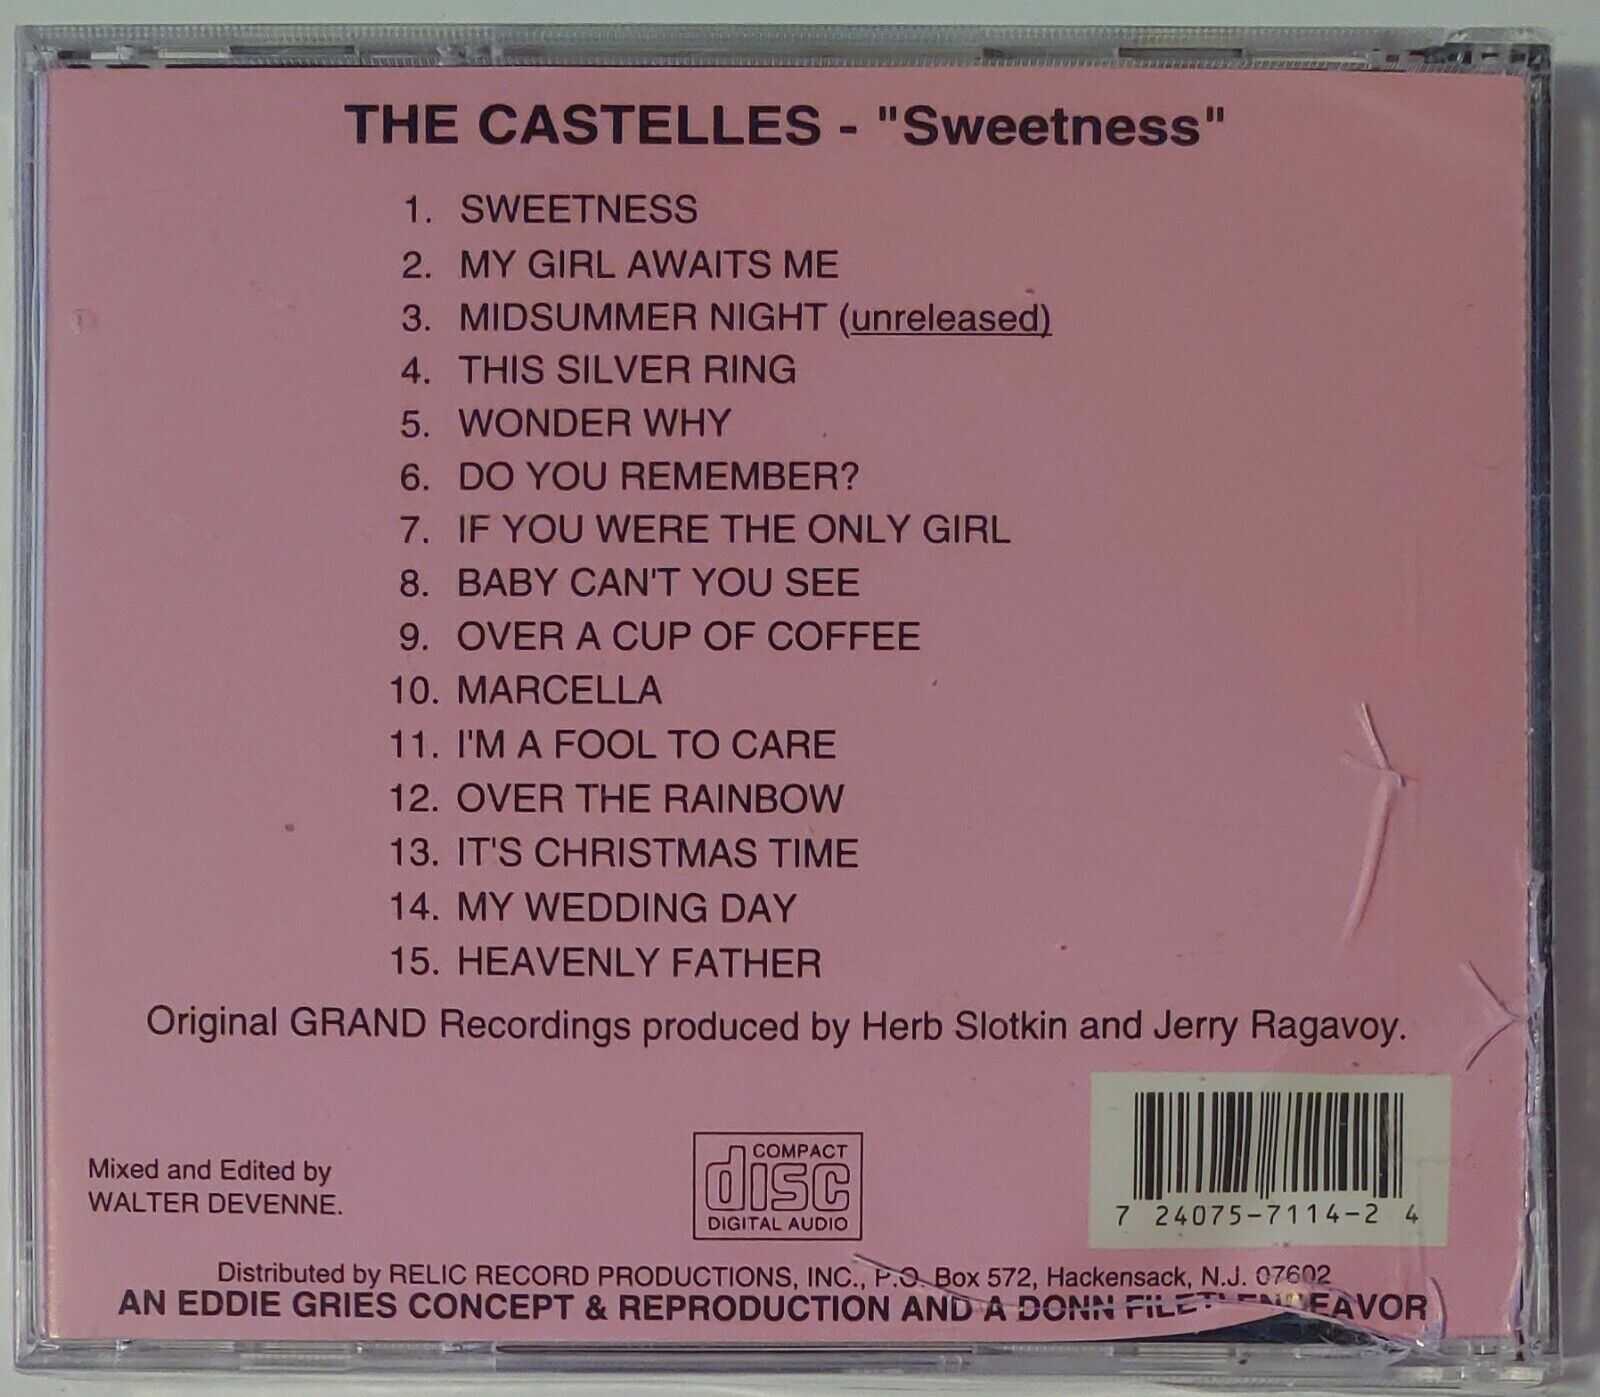 THE CASTELLES - "Sweetness"
1. SWEETNESS
2. MY GIRL AWAITS ME
3. MIDSUMMER NIGHT (unreleased)
4. THIS SILVER RING
5. WONDER WHY
6. DO YOU REMEMBER?
7. IF YOU WERE THE ONLY GIRL
8. BABY CAN'T YOU SEE
9. OVER A CUP OF COFFEE
10. MARCELLA
11. I'M A FOOL TO CARE
12. OVER THE RAINBOW
13. IT'S CHRISTMAS TIME
14. MY WEDDING DAY
15. HEAVENLY FATHER
Original GRAND Recordings produced by Herb Slotkin and Jerry Ragavoy.
Mixed and Edited by
WALTER DEVENNE.
COMPACT
disc
DIGITAL AUDIO
7 24075-7114-2 4
Distributed by RELIC RECORD PRODUCTIONS, INC., P.O. Box 572, Hackensack, N.J. 07602
AN EDDIE GRIES CONCEPT & REPRODUCTION AND A DONN FILETI ENDEAVOR